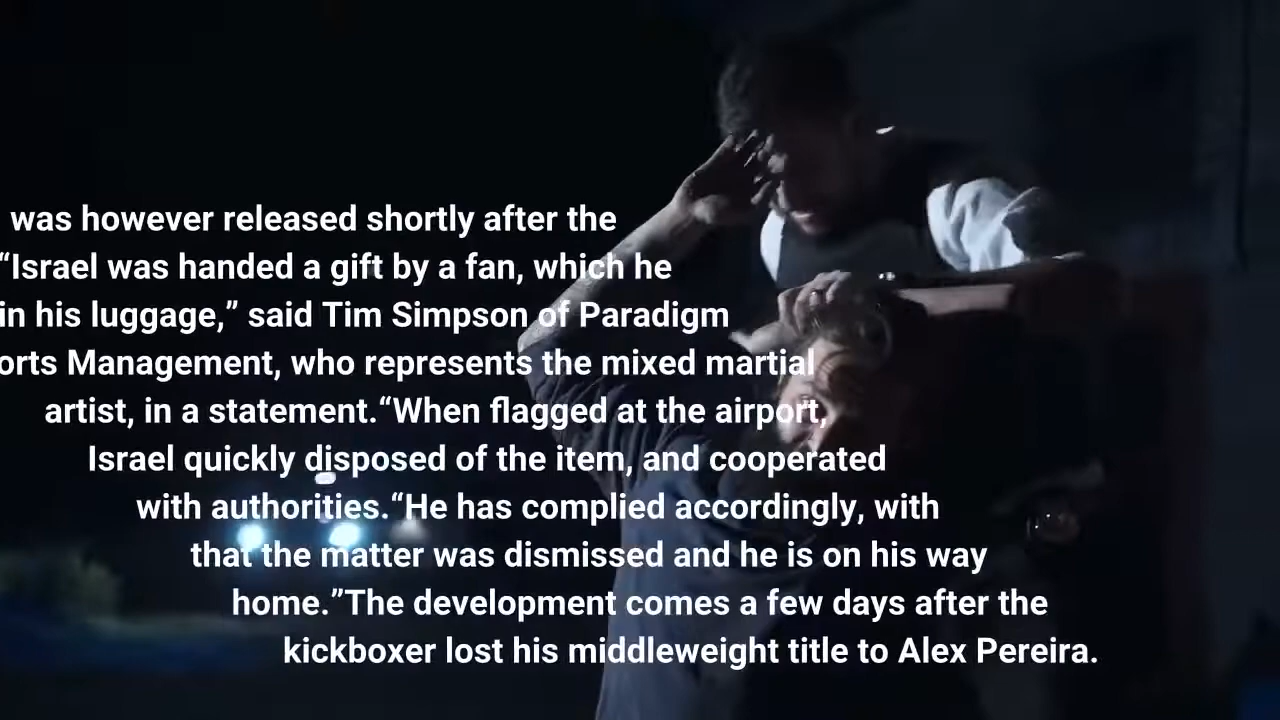 was however released shortly after the
“Israel was handed a gift by a fan, which he
in his luggage,” said Tim Simpson of Paradigm
orts Management, who represents the mixed martial
artist, in a statement.“When flagged at the airport,
Israel quickly disposed of the item, and cooperated
with authorities.“He has complied accordingly, with
that the matter was dismissed and he is on his way
home.”The development comes a few days after the
kickboxer lost his middleweight title to Alex Pereira.